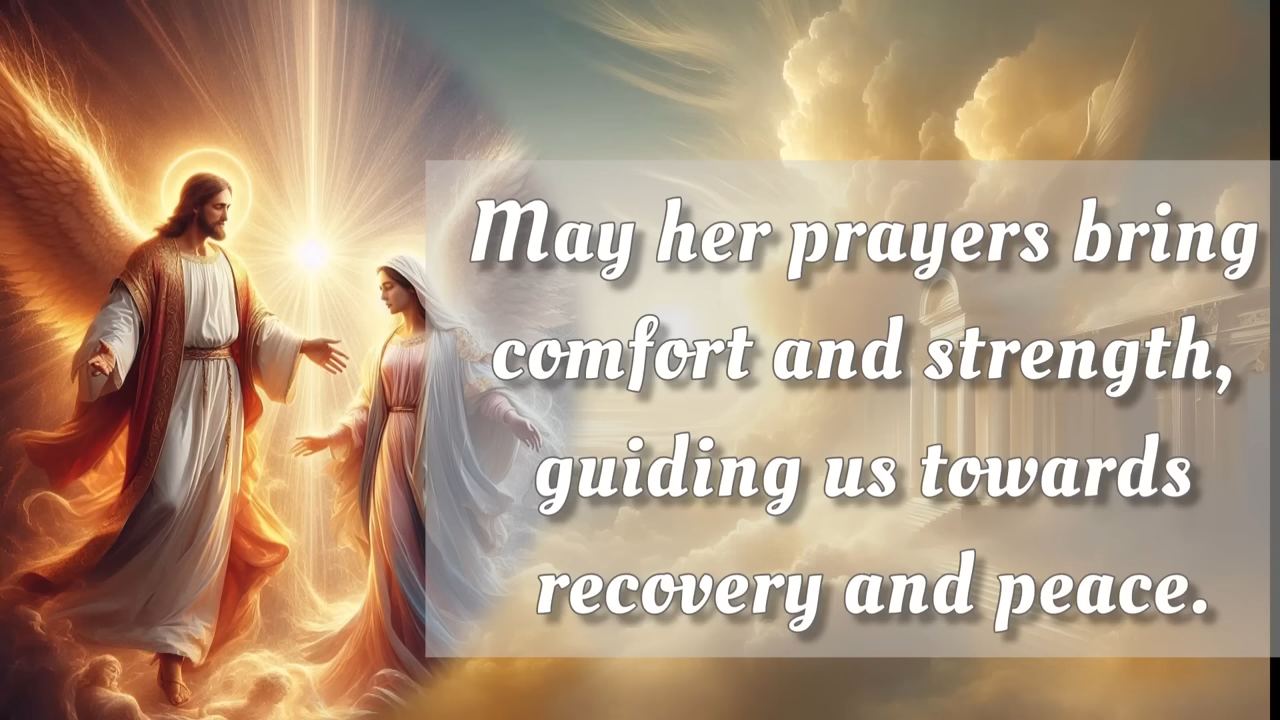 May her prayers bring
comfort and strength,
guiding us towards
recovery and peace.